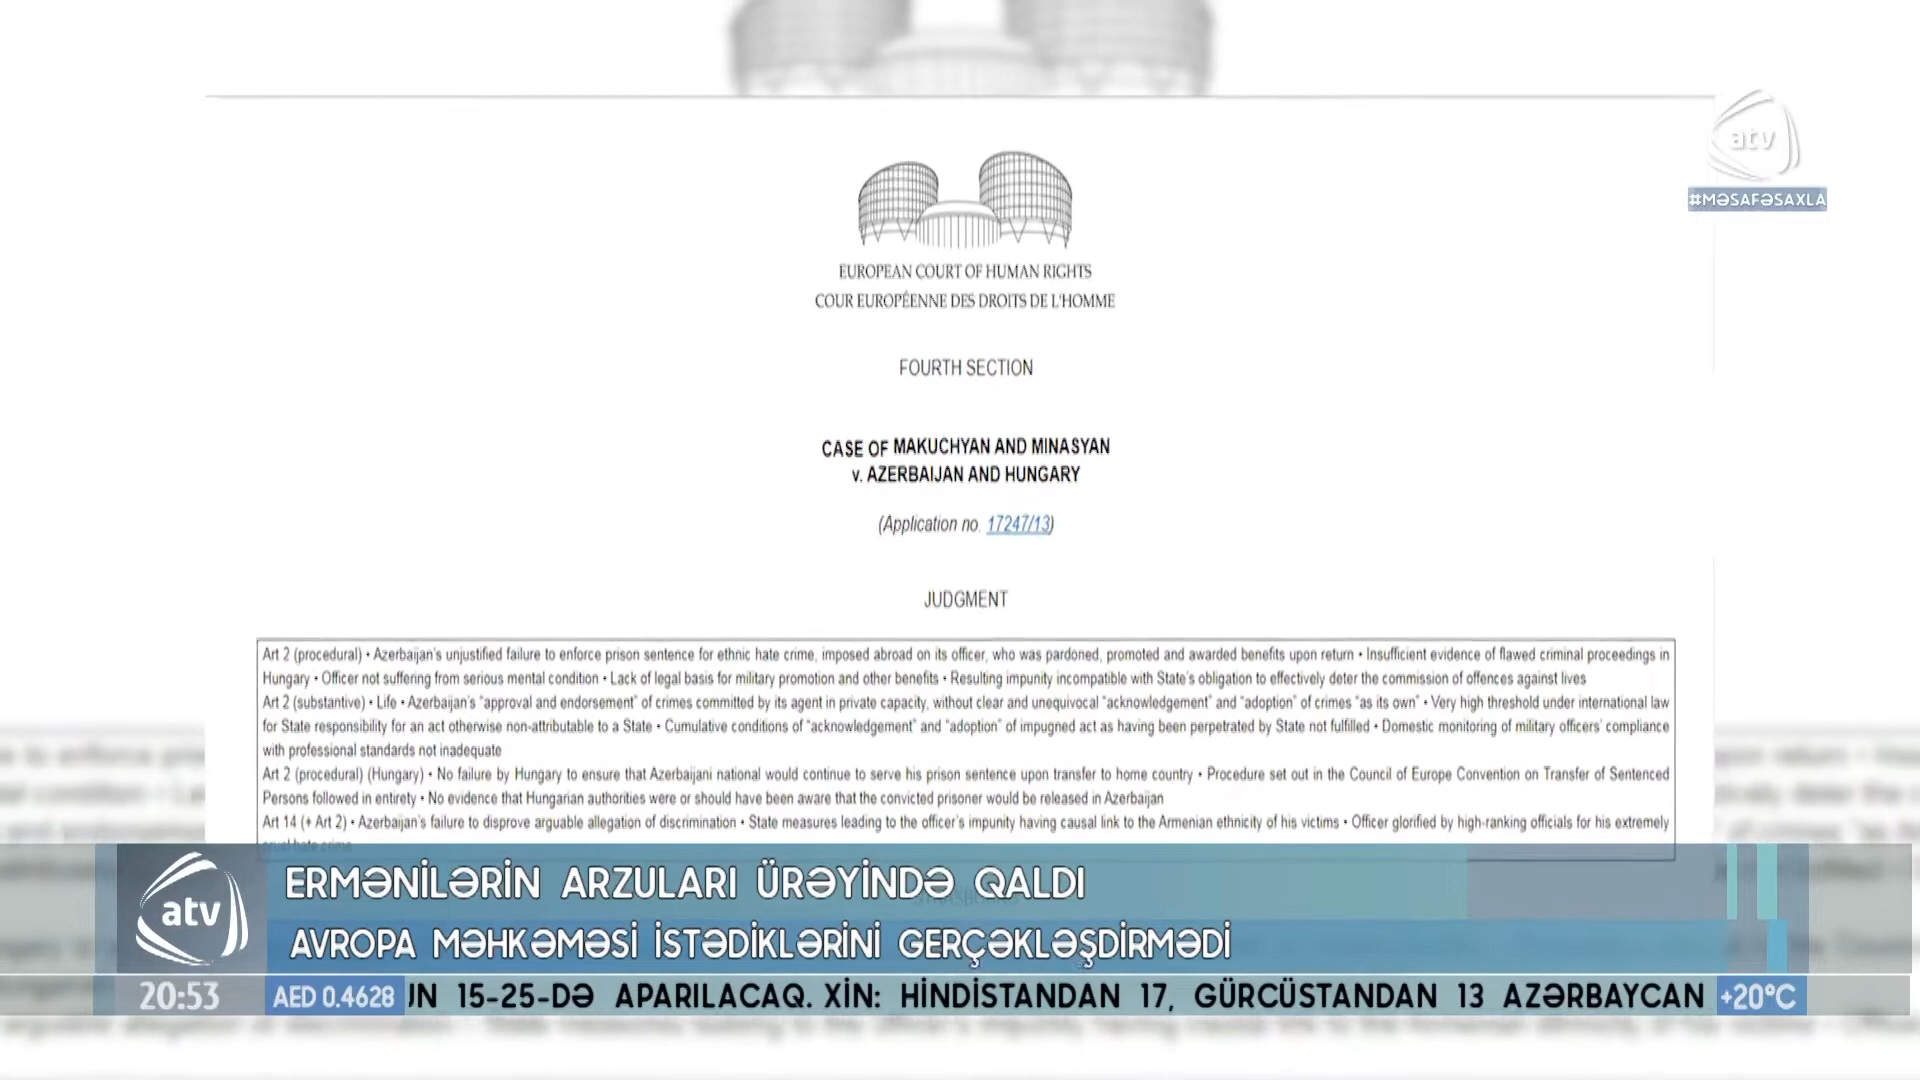 atv
#MƏSAFƏSAXLA
EUROPEAN COURT OF HUMAN RIGHTS
COUR EUROPÉENNE DES DROITS DE L'HOMME
FOURTH SECTION
CASE OF MAKUCHYAN AND MINASYAN
v. AZERBAIJAN AND HUNGARY
(Application no. 17247/13)
JUDGMENT
Art 2 (procedural) • Azerbaijan's unjustified failure to enforce prison sentence for ethnic hate crime, imposed abroad on its officer, who was pardoned, promoted and awarded benefits upon return • Insufficient evidence of flawed criminal proceedings in
Hungary • Officer not suffering from serious mental condition • Lack of legal basis for military promotion and other benefits • Resulting impunity incompatible with State's obligation to effectively deter the commission of offences against lives
Art 2 (substantive) • Life • Azerbaijan's "approval and endorsement" of crimes committed by its agent in private capacity, without clear and unequivocal "acknowledgement" and "adoption" of crimes "as its own" • Very high threshold under international law
for State responsibility for an act otherwise non-attributable to a State • Cumulative conditions of "acknowledgement" and "adoption" of impugned act as having been perpetrated by State not fulfilled • Domestic monitoring of military officers' compliance
with professional standards not inadequate
Art 2 (procedural) (Hungary) • No failure by Hungary to ensure that Azerbaijani national would continue to serve his prison sentence upon transfer to home country • Procedure set out in the Council of Europe Convention on Transfer of Sentenced
Persons followed in entirety • No evidence that Hungarian authorities were or should have been aware that the convicted prisoner would be released in Azerbaijan
Art 14 (+ Art 2) • Azerbaijan's failure to disprove arguable allegation of discrimination • State measures leading to the officer's impunity having causal link to the Armenian ethnicity of his victims • Officer glorified by high-ranking officials for his extremely
cruel hate crime
atv
ERMƏNİLƏRİN ARZULARI ÜRƏYİNDƏ QALDI
AVROPA MƏHKƏMƏSİ İSTƏDİKLƏRİNİ GERÇƏKLƏŞDİRMƏDİ
20:53 AED 0.4628 UN 15-25-DƏ APARILACAQ. XİN: HİNDİSTANDAN 17, GÜRCÜSTANDAN 13 AZƏRBAYCAN +20°C